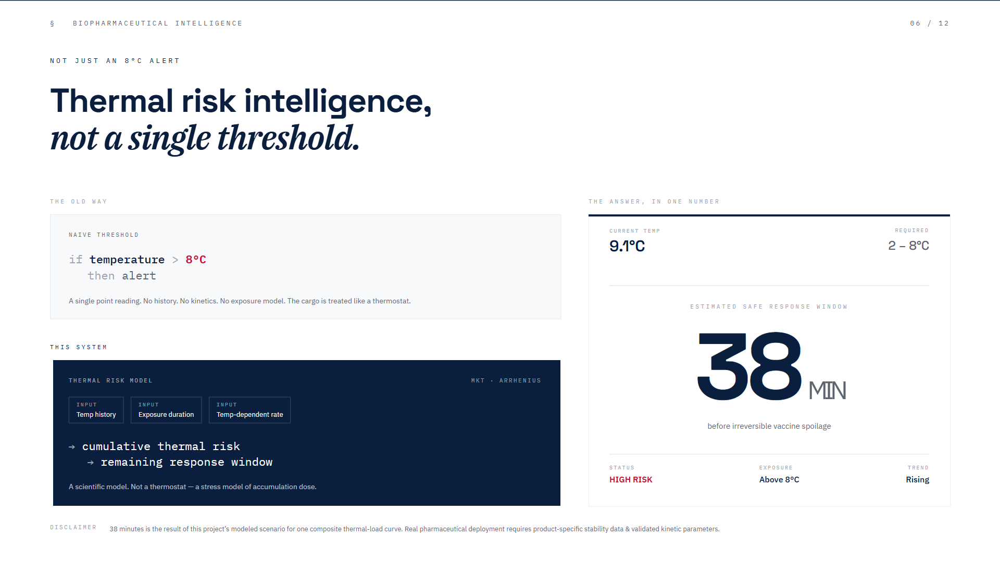 § BIOPHARMACEUTICAL INTELLIGENCE
06 / 12
NOT JUST AN 8°C ALERT
Thermal risk intelligence,
not a single threshold.
THE OLD WAY
NAIVE THRESHOLD
if temperature > 8°C
then alert
A single point reading. No history. No kinetics. No exposure model. The cargo is treated like a thermostat.
THIS SYSTEM
THERMAL RISK MODEL
MKT · ARRHENIUS
INPUT
Temp history
INPUT
Exposure duration
INPUT
Temp-dependent rate
→ cumulative thermal risk
→ remaining response window
A scientific model. Not a thermostat — a stress model of accumulation dose.
THE ANSWER, IN ONE NUMBER
CURRENT TEMP
9.1°C
REQUIRED
2 – 8°C
ESTIMATED SAFE RESPONSE WINDOW
38 MIN
before irreversible vaccine spoilage
STATUS
HIGH RISK
EXPOSURE
Above 8°C
TREND
Rising
DISCLAIMER
38 minutes is the result of this project’s modeled scenario for one composite thermal-load curve. Real pharmaceutical deployment requires product-specific stability data & validated kinetic parameters.